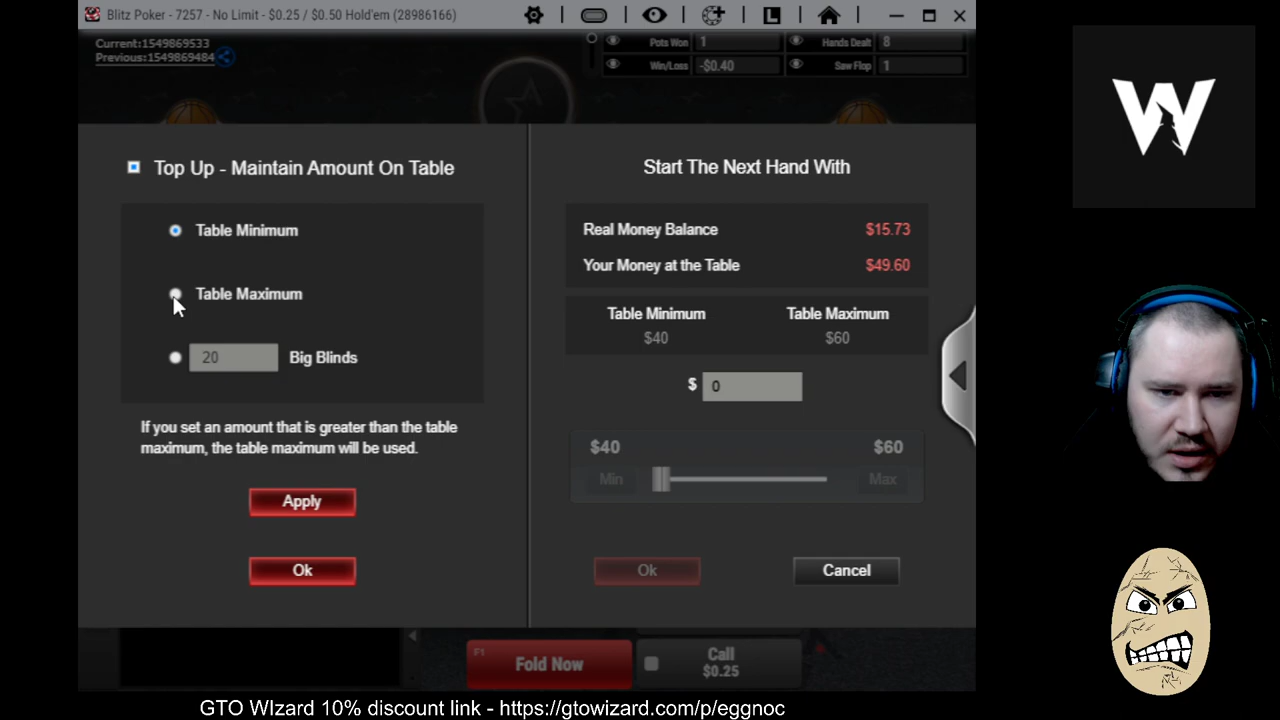 Blitz Poker - 7257 - No Limit - $0.25 / $0.50 Hold'em (28986166)
L
Current:1549869533
Previous:1549869484
Pots Won 1 Hands Dealt 8
Win/Loss -$0.40 Saw Flop 1
W
Top Up - Maintain Amount On Table
Table Minimum
Table Maximum
20 Big Blinds
If you set an amount that is greater than the table
maximum, the table maximum will be used.
Apply
Ok
Start The Next Hand With
Real Money Balance $15.73
Your Money at the Table $49.60
Table Minimum Table Maximum
$40 $60
$ 0
$40 $60
Min Max
Ok Cancel
F1
Fold Now
Call
$0.25
GTO WIzard 10% discount link - https://gtowizard.com/p/eggnoc